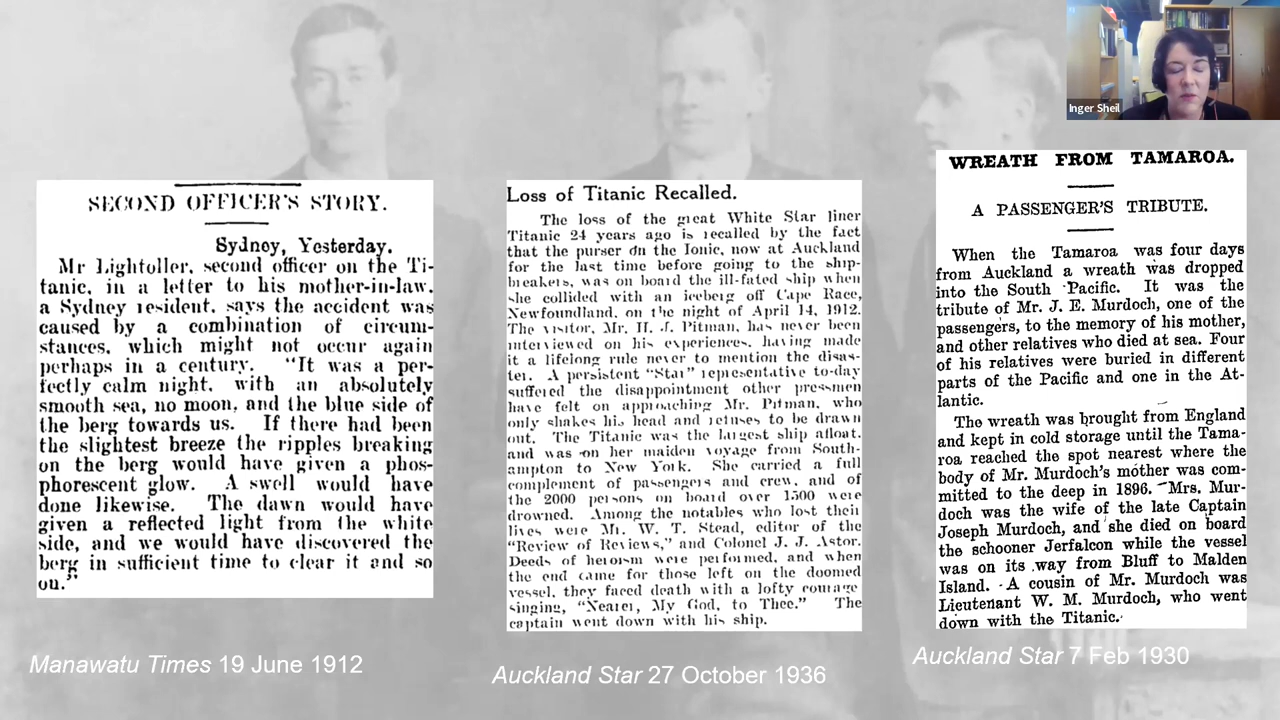 Inger Sheil
SECOND OFFICER'S STORY.
Sydney, Yesterday.
Mr Lightoller, second officer on the Ti-
tanic, in a letter to his mother-in-law,
a Sydney resident, says the accident was
caused by a combination of circum-
stances, which might not occur again
perhaps in a century. "It was a per-
fectly calm night, with an absolutely
smooth sea, no moon, and the blue side of
the berg towards us. If there had been
the slightest breeze the ripples breaking
on the berg would have given a phos-
phorescent glow. A swell would have
done likewise. The dawn would have
given a reflected light from the white
side, and we would have discovered the
berg in sufficient time to clear it and so
on."
Manawatu Times 19 June 1912
Loss of Titanic Recalled.
The loss of the great White Star liner
Titanic 24 years ago is recalled by the fact
that the purser on the Ionic, now at Auckland
for the last time before going to the ship-
breakers, was on board the ill-fated ship when
she collided with an iceberg off Cape Race,
Newfoundland, on the night of April 14, 1912.
The visitor, Mr. H. J. Pitman, has never been
interviewed on his experiences, having made
it a lifelong rule never to mention the disas-
ter. A persistent "Star" representative to-day
suffered the disappointment other pressmen
have felt on approaching Mr. Pitman, who
only shakes his head and refuses to be drawn
out. The Titanic was the largest ship afloat,
and was on her maiden voyage from South-
ampton to New York. She carried a full
complement of passengers and crew, and of
the 2000 persons on board over 1500 were
drowned. Among the notables who lost their
lives were Mr. W. T. Stead, editor of the
"Review of Reviews," and Colonel J. J. Astor.
Deeds of heroism were performed, and when
the end came for those left on the doomed
vessel, they faced death with a lofty courage
singing, "Nearer, My God, to Thee." The
captain went down with his ship.
Auckland Star 27 October 1936
WREATH FROM TAMAROA.
A PASSENGER'S TRIBUTE.
When the Tamaroa was four days
from Auckland a wreath was dropped
into the South Pacific. It was the
tribute of Mr. J. E. Murdoch, one of the
passengers, to the memory of his mother,
and other relatives who died at sea. Four
of his relatives were buried in different
parts of the Pacific and one in the At-
lantic.
The wreath was brought from England
and kept in cold storage until the Tama-
roa reached the spot nearest where the
body of Mr. Murdoch's mother was com-
mitted to the deep in 1896. Mrs. Mur-
doch was the wife of the late Captain
Joseph Murdoch, and she died on board
the schooner Jerfalcon while the vessel
was on its way from Bluff to Malden
Island. A cousin of Mr. Murdoch was
Lieutenant W. M. Murdoch, who went
down with the Titanic.
Auckland Star 7 Feb 1930